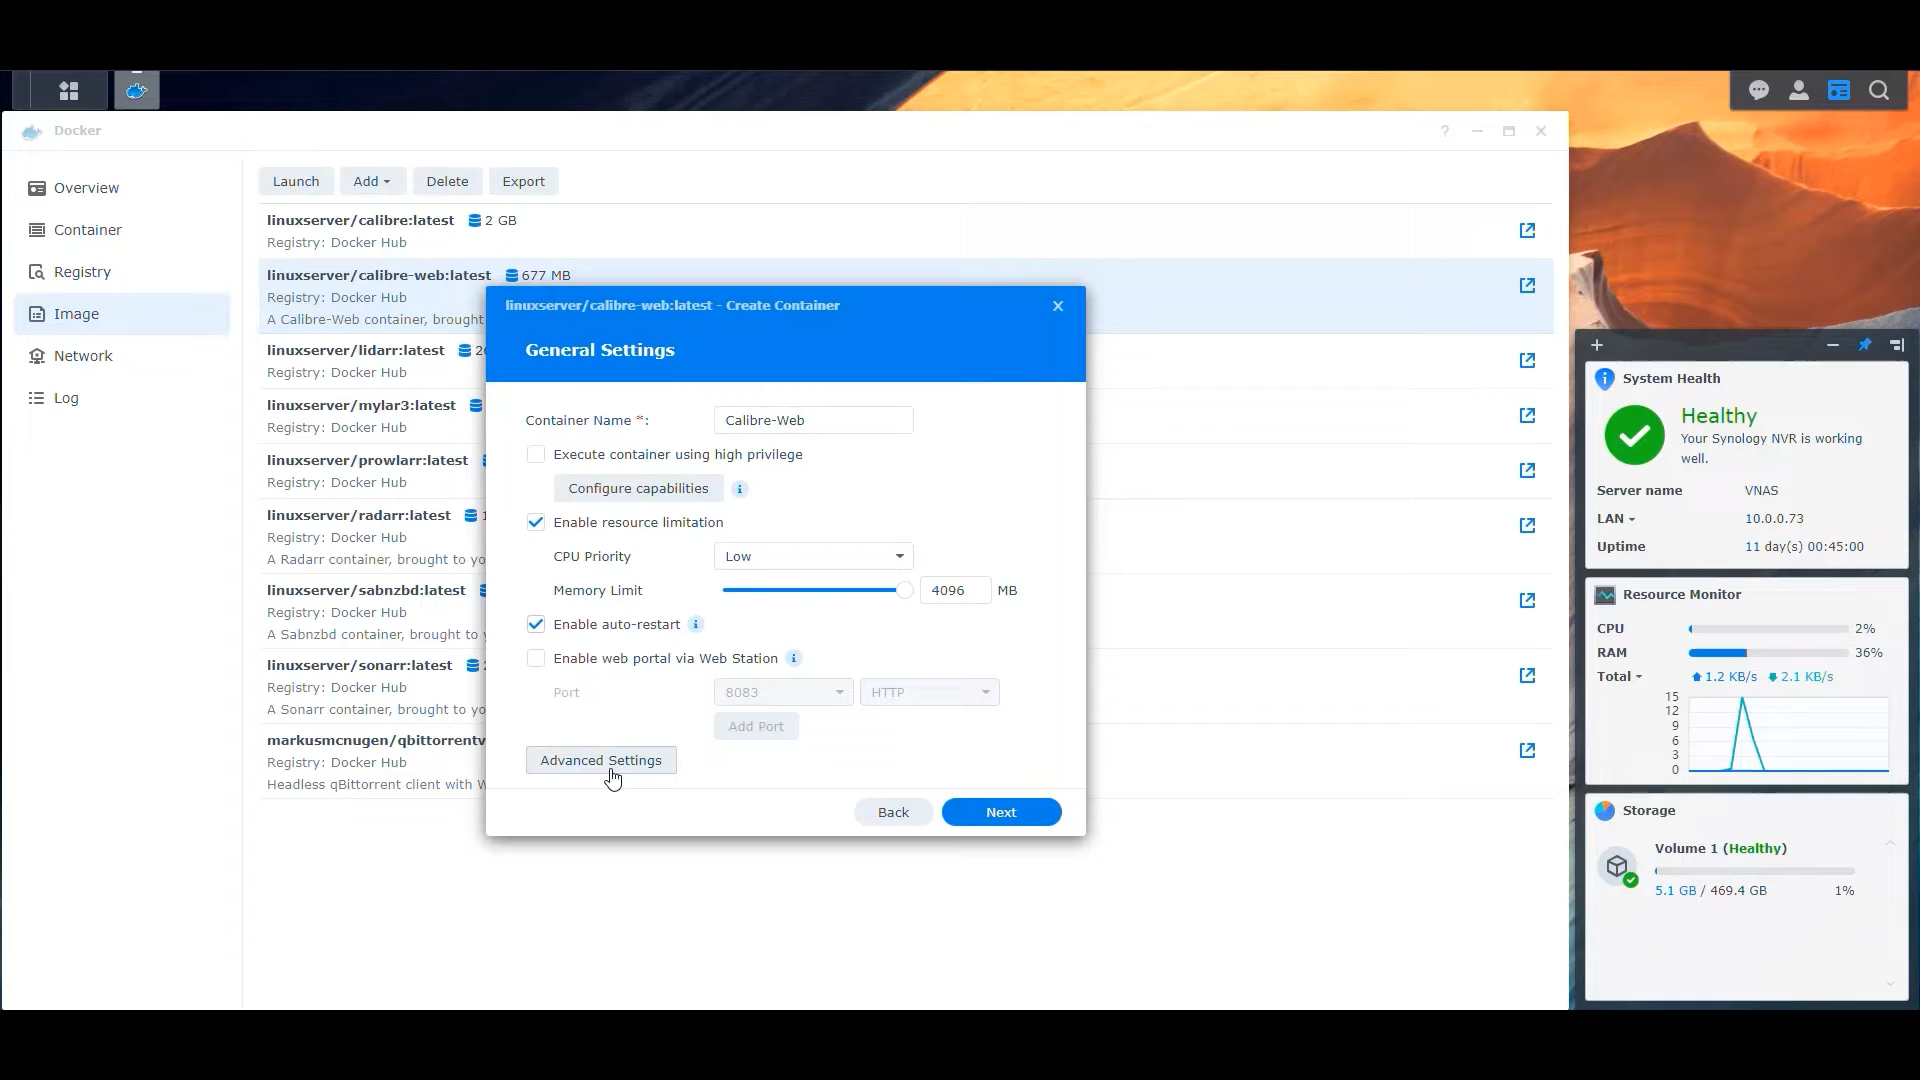 Docker
?
Overview
Container
Registry
Image
Network
Log
Launch
Add
Delete
Export
linuxserver/calibre:latest 2 GB
Registry: Docker Hub
linuxserver/calibre-web:latest 677 MB
Registry: Docker Hub
A Calibre-Web container, brought
linuxserver/lidarr:latest
Registry: Docker Hub
linuxserver/mylar3:latest
Registry: Docker Hub
linuxserver/prowlarr:latest
Registry: Docker Hub
linuxserver/radarr:latest
Registry: Docker Hub
A Radarr container, brought to yo
linuxserver/sabnzbd:latest
Registry: Docker Hub
A Sabnzbd container, brought to y
linuxserver/sonarr:latest
Registry: Docker Hub
A Sonarr container, brought to yo
markusmcnugen/qbittorrentv
Registry: Docker Hub
Headless qBittorrent client with W
linuxserver/calibre-web:latest - Create Container
General Settings
Container Name *: Calibre-Web
Execute container using high privilege
Configure capabilities
Enable resource limitation
CPU Priority Low
Memory Limit 4096 MB
Enable auto-restart
Enable web portal via Web Station
Port 8083 HTTP
Add Port
Advanced Settings
Back Next
System Health
Healthy
Your Synology NVR is working
well.
Server name VNAS
LAN 10.0.0.73
Uptime 11 day(s) 00:45:00
Resource Monitor
CPU 2%
RAM 36%
Total 1.2 KB/s 2.1 KB/s
15
12
9
6
3
0
Storage
Volume 1 (Healthy)
5.1 GB / 469.4 GB 1%